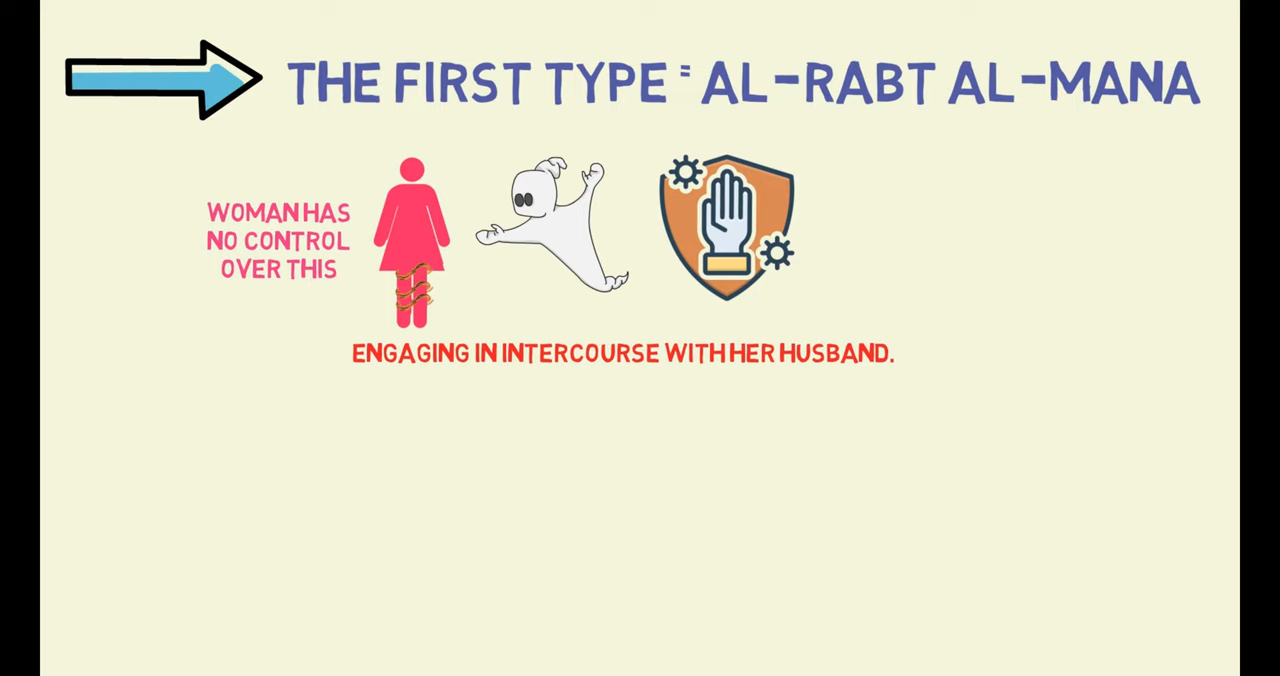 THE FIRST TYPE = AL-RABT AL-MANA
WOMAN HAS
NO CONTROL
OVER THIS
ENGAGING IN INTERCOURSE WITH HER HUSBAND.